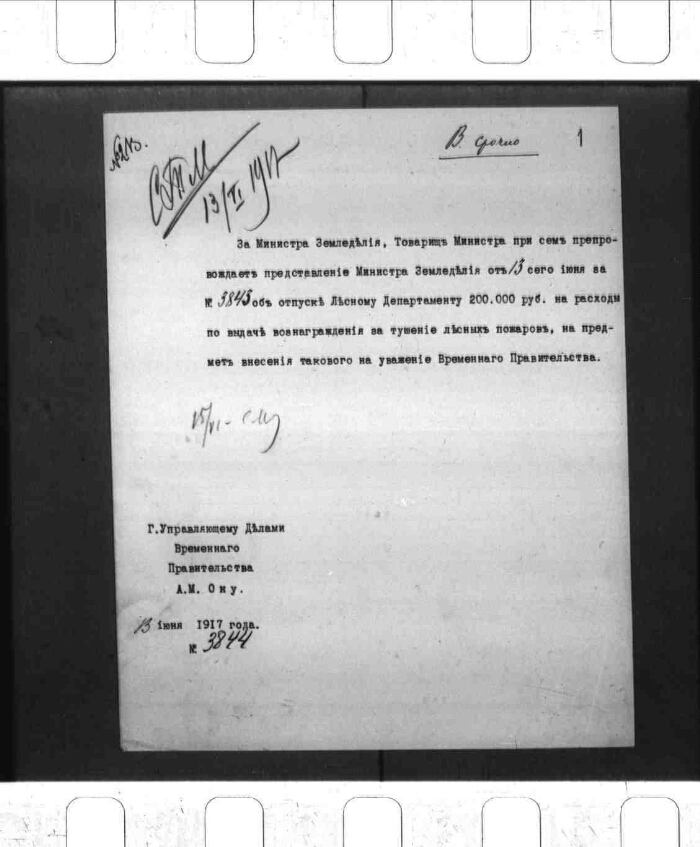 В. срочно
1
13/VI 1917
За Министра Земледѣлія, Товарищъ Министра при семъ препро-
вождаетъ представленіе Министра Земледѣлія отъ 13 сего іюня за
№ 3843 объ отпускѣ Лѣсному Департаменту 200.000 руб. на расходы
по выдачѣ вознагражденія за тушеніе лѣсныхъ пожаровъ, на пред-
метъ внесенія таковаго на уваженіе Временнаго Правительства.
15/VI
Г.Управляющему Дѣлами
Временнаго
Правительства
А.М. Ону.
13 іюня 1917 года.
№ 3844